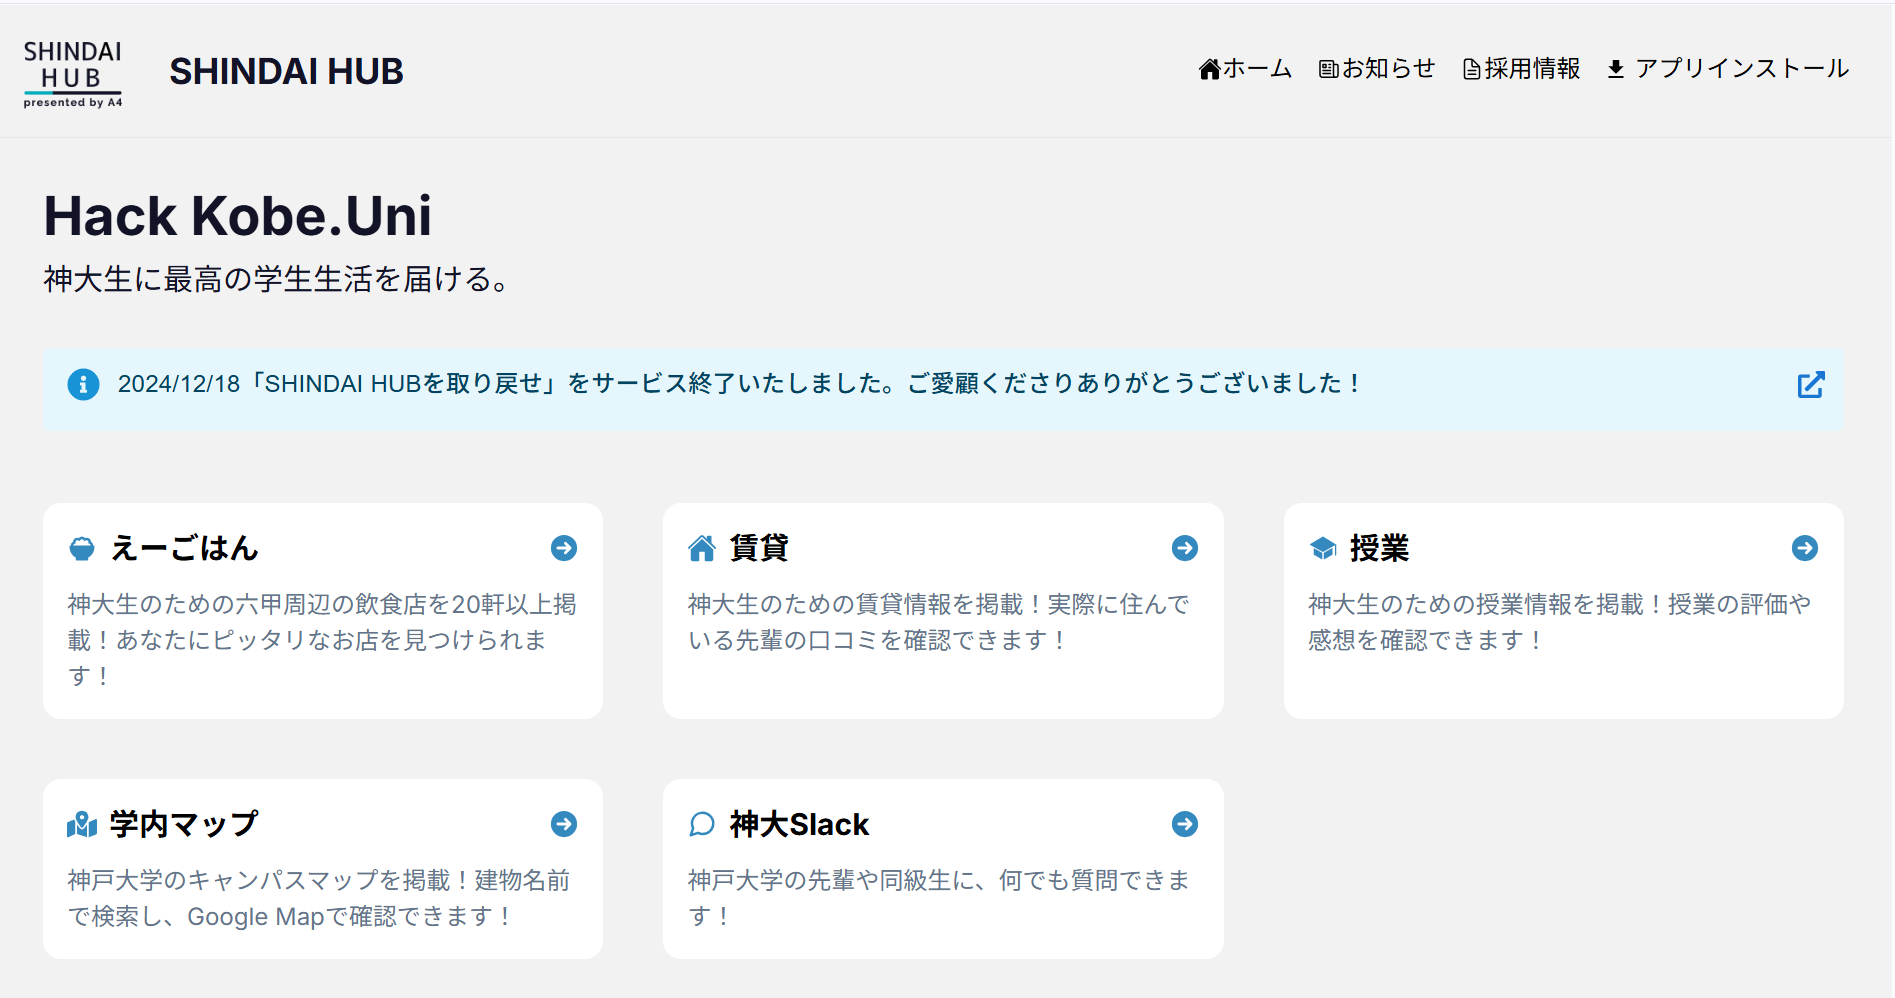 SHINDAI
HUB
presented by A4
SHINDAI HUB
ホーム
お知らせ
採用情報
アプリインストール
Hack Kobe.Uni
神大生に最高の学生生活を届ける。
2024/12/18「SHINDAI HUBを取り戻せ」をサービス終了いたしました。ご愛顧くださりありがとうございました！
えーごはん
神大生のための六甲周辺の飲食店を20軒以上掲
載！あなたにピッタリなお店を見つけられま
す！
賃貸
神大生のための賃貸情報を掲載！実際に住んで
いる先輩の口コミを確認できます！
授業
神大生のための授業情報を掲載！授業の評価や
感想を確認できます！
学内マップ
神戸大学のキャンパスマップを掲載！建物名前
で検索し、Google Mapで確認できます！
神大Slack
神戸大学の先輩や同級生に、何でも質問できま
す！